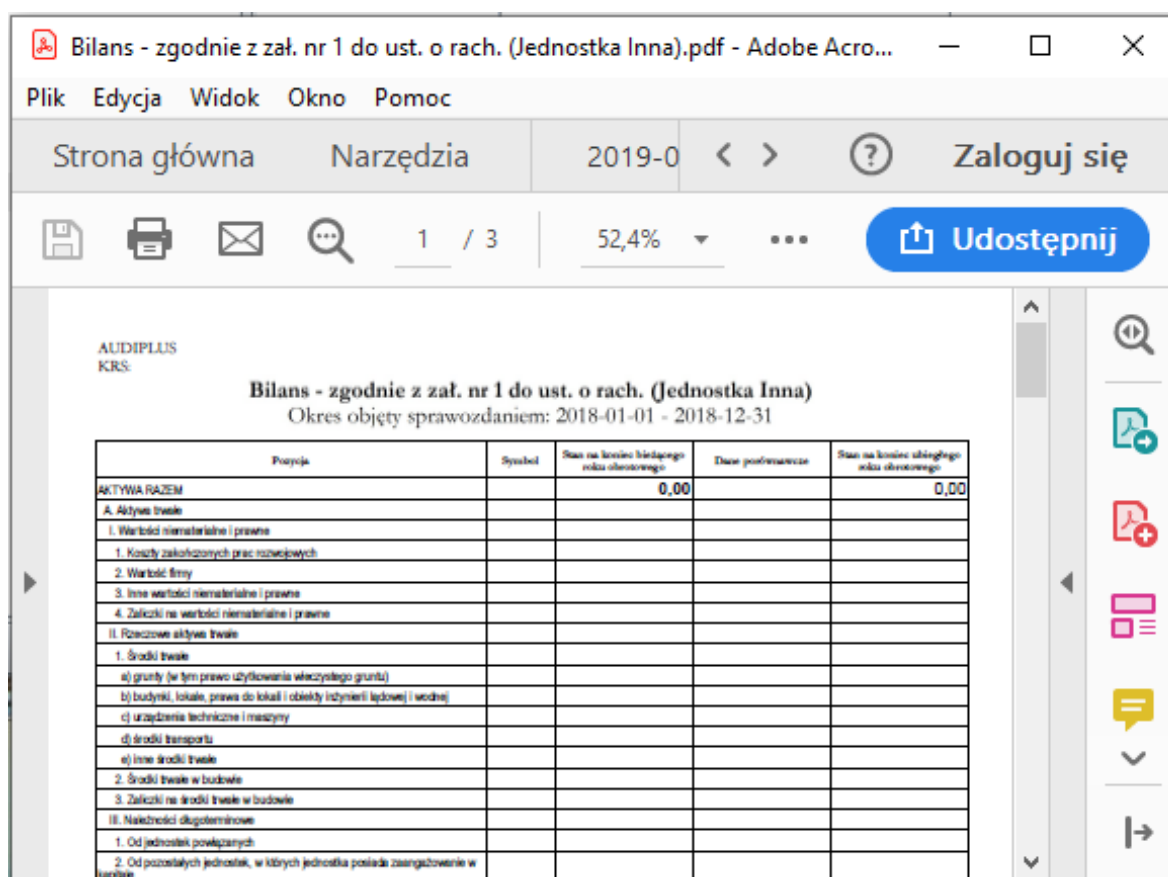 Bilans - zgodnie z zał. nr 1 do ust. o rach. (Jednostka Inna).pdf - Adobe Acro...
Plik Edycja Widok Okno Pomoc
Strona główna Narzędzia 2019-0 Zaloguj się
1 / 3 52,4% Udostępnij
AUDIPLUS
KRS:
Bilans - zgodnie z zał. nr 1 do ust. o rach. (Jednostka Inna)
Okres objęty sprawozdaniem: 2018-01-01 - 2018-12-31
Pozycja Symbol Stan na koniec bieżącego roku obrotowego Dane porównawcze Stan na koniec ubiegłego roku obrotowego
AKTYWA RAZEM 0,00 0,00
A. Aktywa trwałe
I. Wartości niematerialne i prawne
1. Koszty zakończonych prac rozwojowych
2. Wartość firmy
3. Inne wartości niematerialne i prawne
4. Zaliczki na wartości niematerialne i prawne
II. Rzeczowe aktywa trwałe
1. Środki trwałe
a) grunty (w tym prawo użytkowania wieczystego gruntu)
b) budynki, lokale, prawa do lokali i obiekty inżynierii lądowej i wodnej
c) urządzenia techniczne i maszyny
d) środki transportu
e) inne środki trwałe
2. Środki trwałe w budowie
3. Zaliczki na środki trwałe w budowie
III. Należności długoterminowe
1. Od jednostek powiązanych
2. Od pozostałych jednostek, w których jednostka posiada zaangażowanie w
kapitale